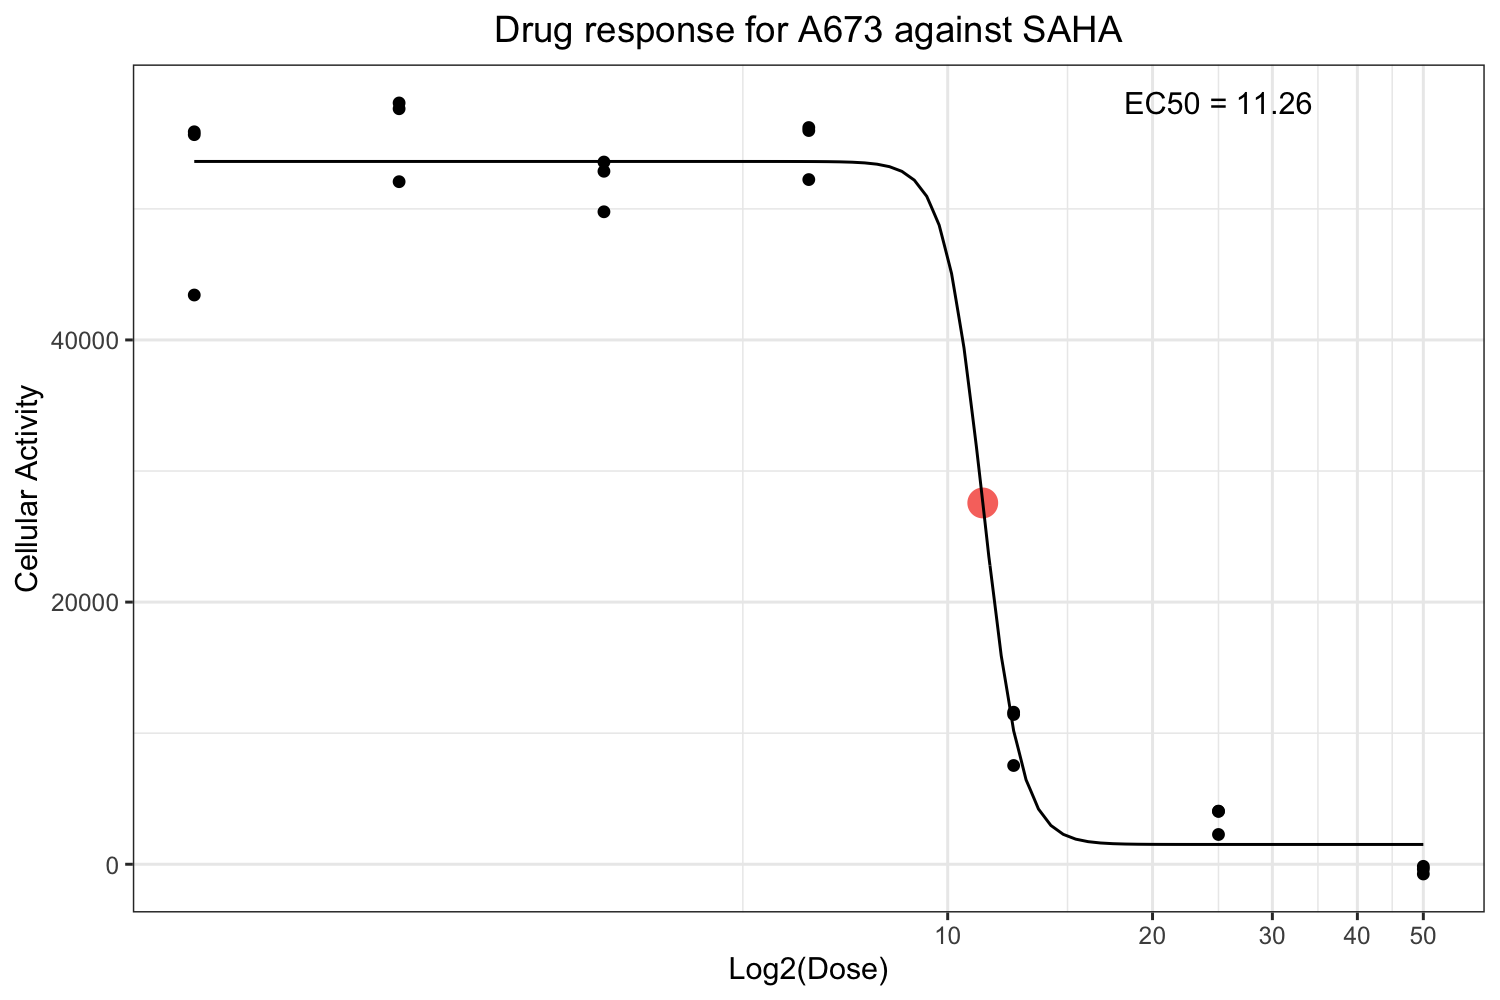 Drug response for A673 against SAHA
EC50 = 11.26
Cellular Activity
40000
20000
0
10 20 30 40 50
Log2(Dose)